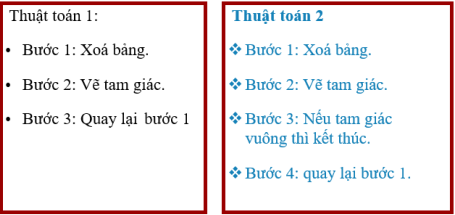 Thuật toán 1:
• Bước 1: Xoá bảng.
• Bước 2: Vẽ tam giác.
• Bước 3: Quay lại bước 1
Thuật toán 2
❖ Bước 1: Xoá bảng.
❖ Bước 2: Vẽ tam giác.
❖ Bước 3: Nếu tam giác
vuông thì kết thúc.
❖ Bước 4: quay lại bước 1.